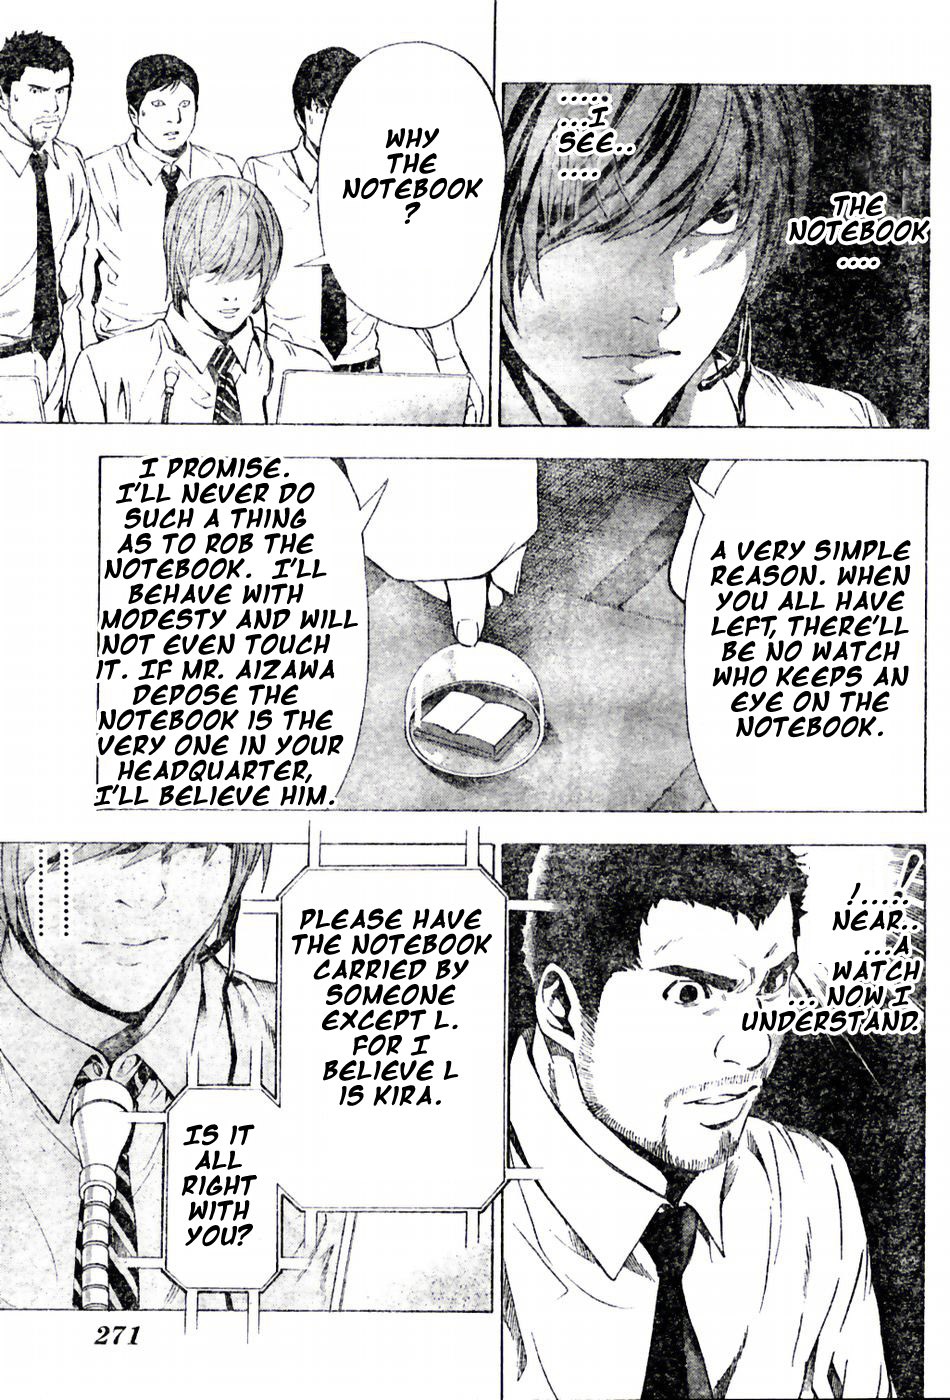 .....
...I
SEE..
....
THE
NOTEBOOK
....
WHY
THE
NOTEBOOK
?
A VERY SIMPLE
REASON. WHEN
YOU ALL HAVE
LEFT, THERE'LL
BE NO WATCH
WHO KEEPS AN
EYE ON THE
NOTEBOOK.
I PROMISE.
I'LL NEVER DO
SUCH A THING
AS TO ROB THE
NOTEBOOK. I'LL
BEHAVE WITH
MODESTY AND WILL
NOT EVEN TOUCH
IT. IF MR. AIZAWA
DEPOSE THE
NOTEBOOK IS THE
VERY ONE IN YOUR
HEADQUARTER,
I'LL BELIEVE HIM.
!.....!
NEAR..
...A
WATCH
... NOW I
UNDERSTAND.
PLEASE HAVE
THE NOTEBOOK
CARRIED BY
SOMEONE
EXCEPT L.
FOR I
BELIEVE L
IS KIRA.
IS IT
ALL
RIGHT
WITH
YOU?
271